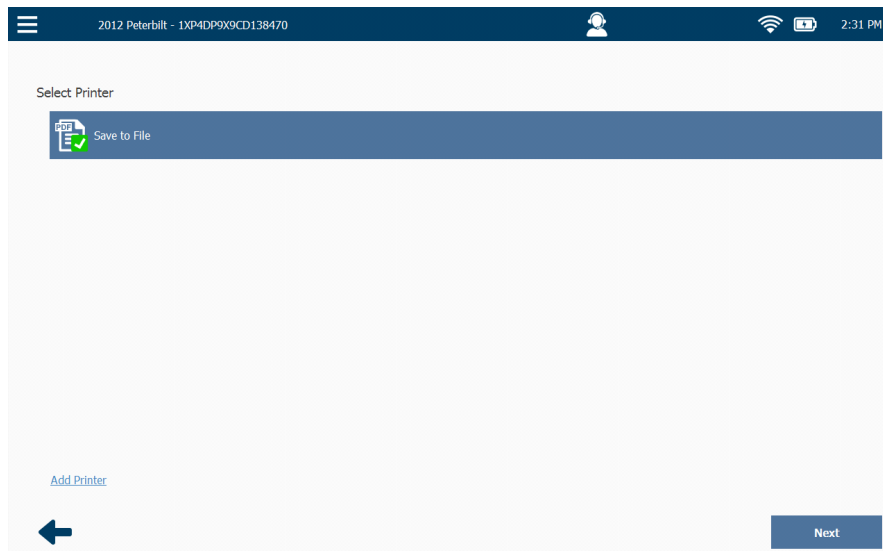 2012 Peterbilt - 1XP4DP9X9CD138470
2:31 PM
Select Printer
PDF
Save to File
Add Printer
Next